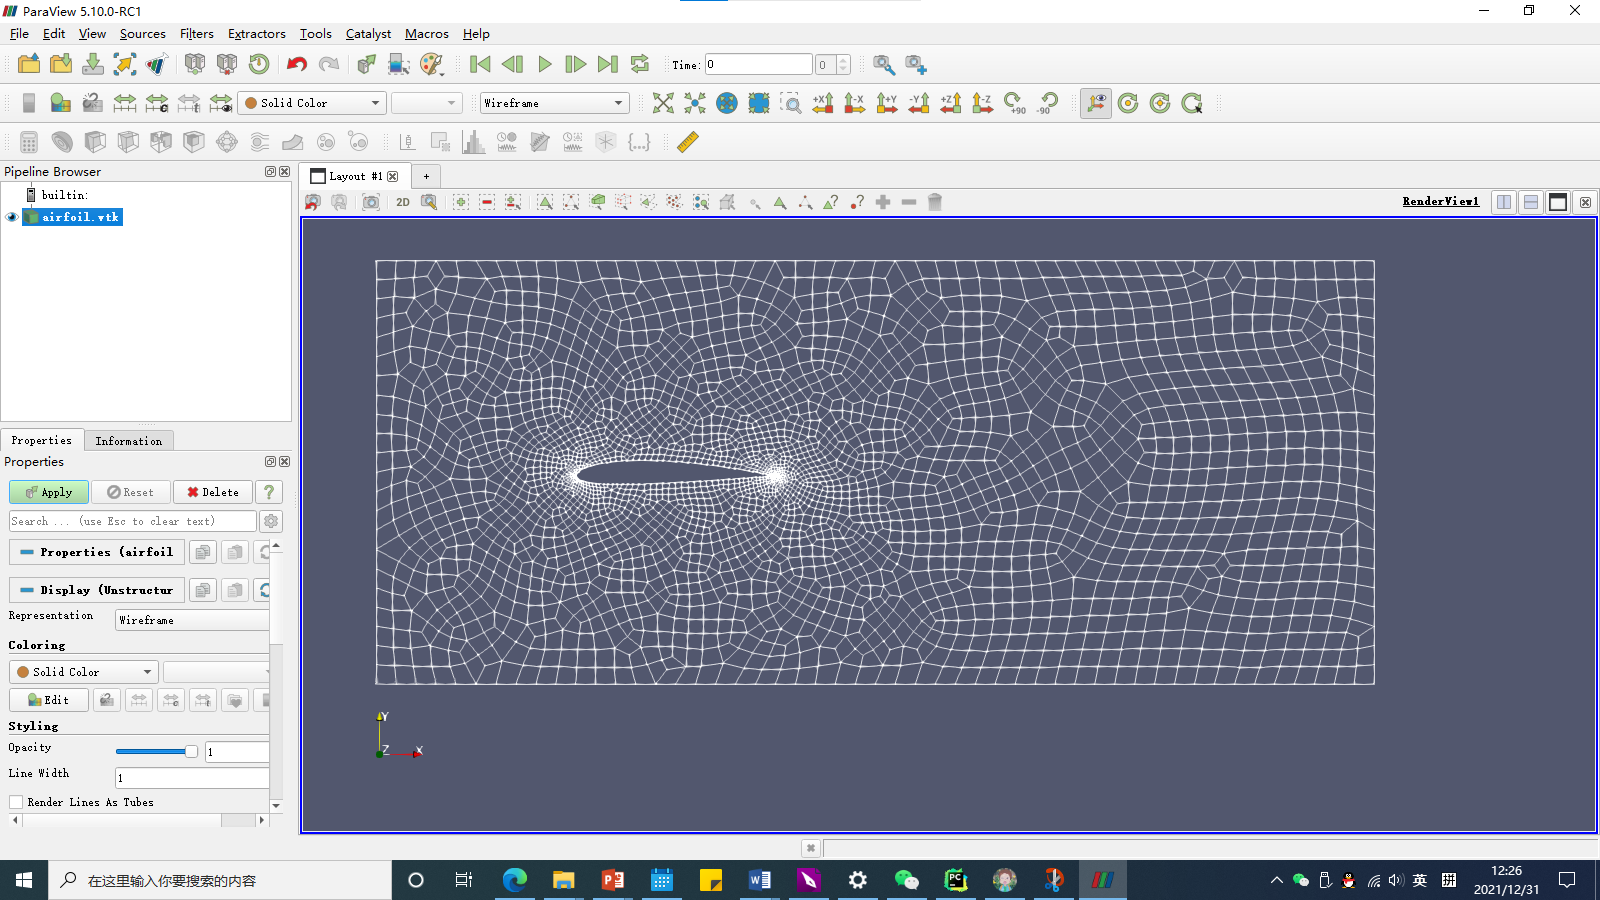 ParaView 5.10.0-RC1
File Edit View Sources Filters Extractors Tools Catalyst Macros Help
Time: 0 0
Solid Color Wireframe +X -X +Y -Y +Z -Z +90 -90
Pipeline Browser
Layout #1 +
builtin:
airfoil.vtk
2D
RenderView1
Properties Information
Properties
Apply Reset Delete ?
Search ... (use Esc to clear text)
Properties (airfoil
Display (Unstructur
Representation Wireframe
Coloring
Solid Color
Edit
Styling
Opacity 1
Line Width 1
Render Lines As Tubes
Y
Z X
在这里输入你要搜索的内容
英 拼
12:26
2021/12/31